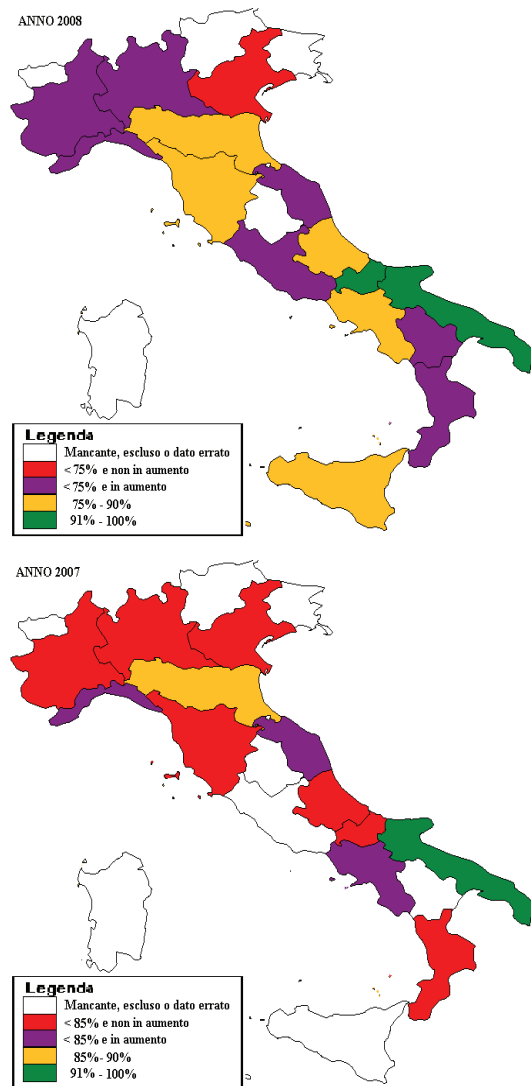 ANNO 2008
Legenda
Mancante, escluso o dato errato
<75% e non in aumento
<75% e in aumento
75% - 90%
91% - 100%
ANNO 2007
Legenda
Mancante, escluso o dato errato
< 85% e non in aumento
< 85% e in aumento
85%- 90%
91% - 100%